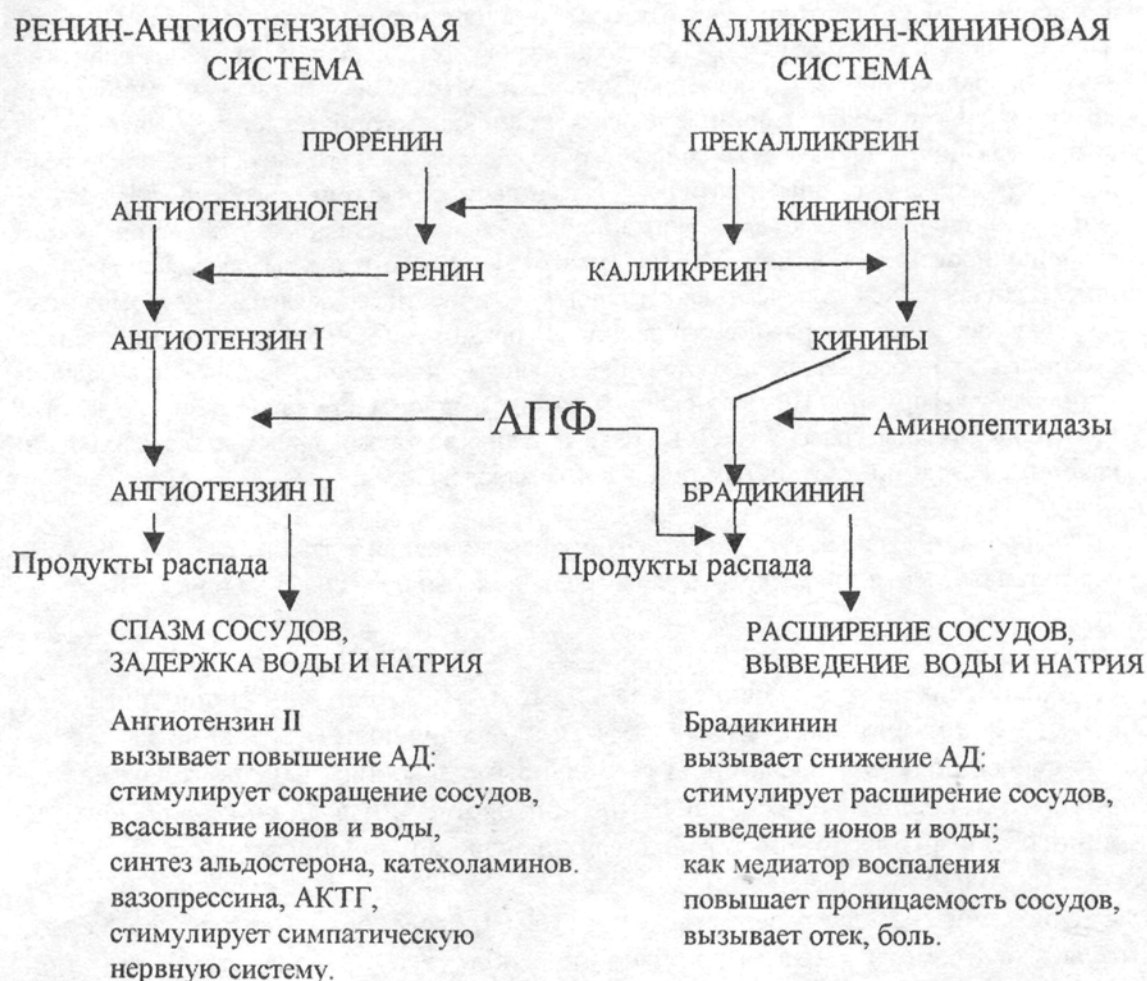 РЕНИН-АНГИОТЕНЗИНОВАЯ
СИСТЕМА
КАЛЛИКРЕИН-КИНИНОВАЯ
СИСТЕМА
ПРОРЕНИН
ПРЕКАЛЛИКРЕИН
АНГИОТЕНЗИНОГЕН
КИНИНОГЕН
РЕНИН
КАЛЛИКРЕИН
АНГИОТЕНЗИН I
КИНИНЫ
АПФ
Аминопептидазы
АНГИОТЕНЗИН II
БРАДИКИНИН
Продукты распада
Продукты распада
СПАЗМ СОСУДОВ,
ЗАДЕРЖКА ВОДЫ И НАТРИЯ
РАСШИРЕНИЕ СОСУДОВ,
ВЫВЕДЕНИЕ ВОДЫ И НАТРИЯ
Ангиотензин II
вызывает повышение АД:
стимулирует сокращение сосудов,
всасывание ионов и воды,
синтез альдостерона, катехоламинов.
вазопрессина, АКТГ,
стимулирует симпатическую
нервную систему.
Брадикинин
вызывает снижение АД:
стимулирует расширение сосудов,
выведение ионов и воды;
как медиатор воспаления
повышает проницаемость сосудов,
вызывает отек, боль.